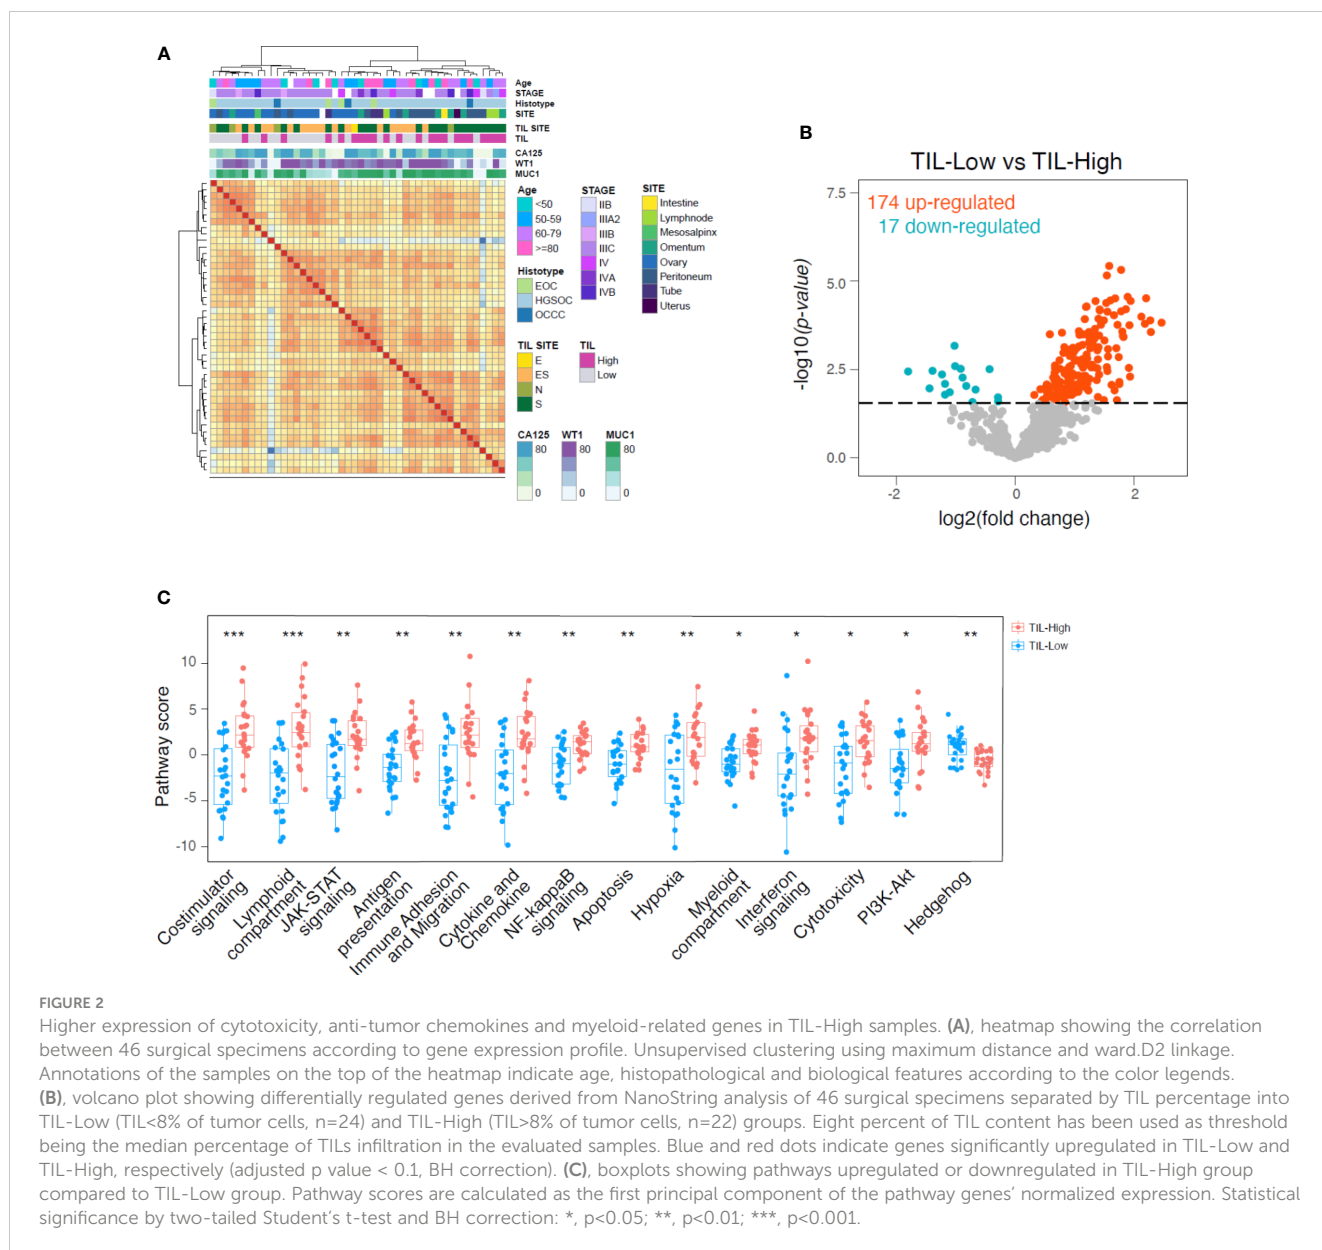 A
Age
STAGE
Histotype
SITE
TIL SITE
TIL
CA125
WT1
MUC1
Age
<50
50-59
60-79
>=80
Histotype
EOC
HGSOC
OCCC
TIL SITE
E
ES
N
S
STAGE
IIB
IIIA2
IIIB
IIIC
IV
IVA
IVB
TIL
High
Low
SITE
Intestine
Lymphnode
Mesosalpinx
Omentum
Ovary
Peritoneum
Tube
Uterus
CA125
80
0
WT1
80
0
MUC1
80
0
B
TIL-Low vs TIL-High
174 up-regulated
17 down-regulated
7.5
5.0
2.5
0.0
-log10(p-value)
-2
0
2
log2(fold change)
C
*** *** ** ** ** ** ** ** ** * * * * **
TIL-High
TIL-Low
Pathway score
10
5
0
-5
-10
Costimulator
signaling
Lymphoid
compartment
JAK-STAT
signaling
Antigen
presentation
Immune Adhesion
and Migration
Cytokine and
Chemokine
NF-kappaB
signaling
Apoptosis
Hypoxia
Myeloid
compartment
Interferon
signaling
Cytotoxicity
PI3K-Akt
Hedgehog
FIGURE 2
Higher expression of cytotoxicity, anti-tumor chemokines and myeloid-related genes in TIL-High samples. (A), heatmap showing the correlation
between 46 surgical specimens according to gene expression profile. Unsupervised clustering using maximum distance and ward.D2 linkage.
Annotations of the samples on the top of the heatmap indicate age, histopathological and biological features according to the color legends.
(B), volcano plot showing differentially regulated genes derived from NanoString analysis of 46 surgical specimens separated by TIL percentage into
TIL-Low (TIL<8% of tumor cells, n=24) and TIL-High (TIL>8% of tumor cells, n=22) groups. Eight percent of TIL content has been used as threshold
being the median percentage of TILs infiltration in the evaluated samples. Blue and red dots indicate genes significantly upregulated in TIL-Low and
TIL-High, respectively (adjusted p value < 0.1, BH correction). (C), boxplots showing pathways upregulated or downregulated in TIL-High group
compared to TIL-Low group. Pathway scores are calculated as the first principal component of the pathway genes' normalized expression. Statistical
significance by two-tailed Student's t-test and BH correction: *, p<0.05; **, p<0.01; ***, p<0.001.